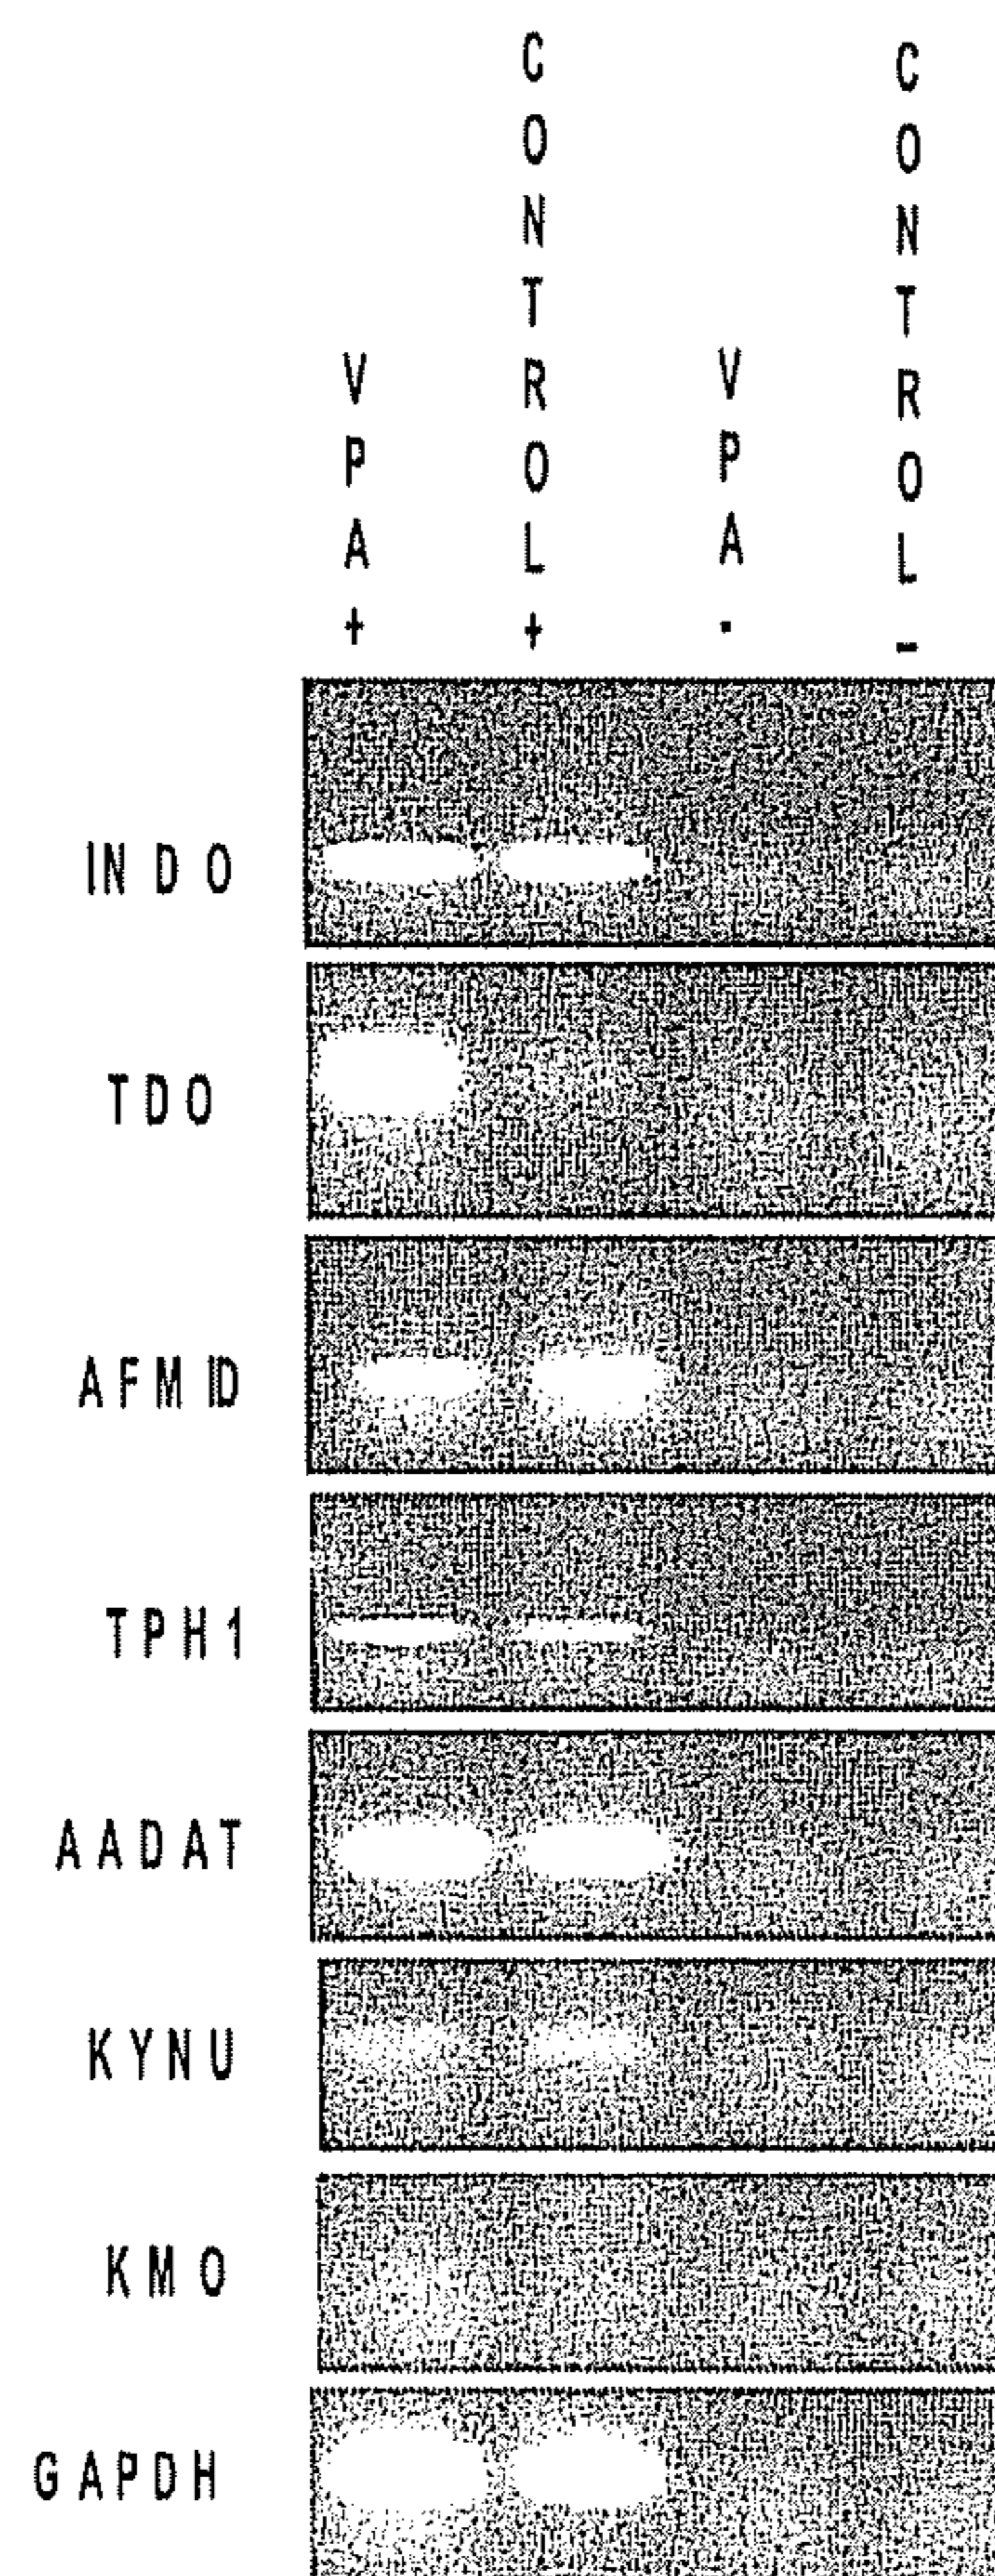 VPA+
CONTROL+
VPA-
CONTROL-
INDO
TDO
AFMID
TPH1
AADAT
KYNU
KMO
GAPDH